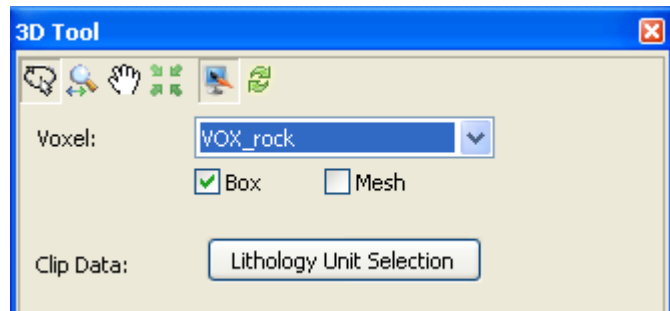 3D Tool
Voxel: VOX_rock
Box Mesh
Clip Data: Lithology Unit Selection